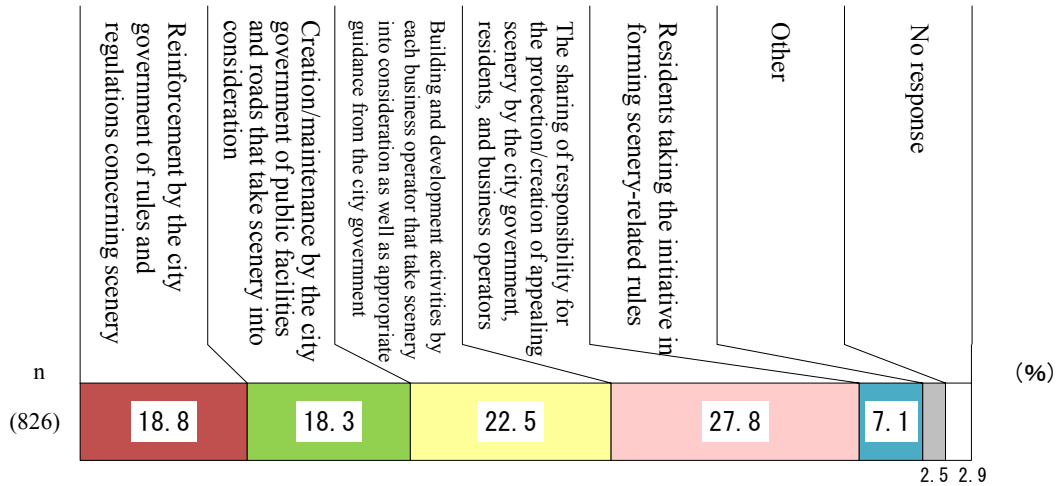 Reinforcement by the city
government of rules and
regulations concerning scenery
Creation/maintenance by the city
government of public facilities
and roads that take scenery into
consideration
Building and development activities by
each business operator that take scenery
into consideration as well as appropriate
guidance from the city government
The sharing of responsibility for
the protection/creation of appealing
scenery by the city government,
residents, and business operators
Residents taking the initiative in
forming scenery-related rules
Other
No response
n
(%)
(826)
18.8
18.3
22.5
27.8
7.1
2.5
2.9